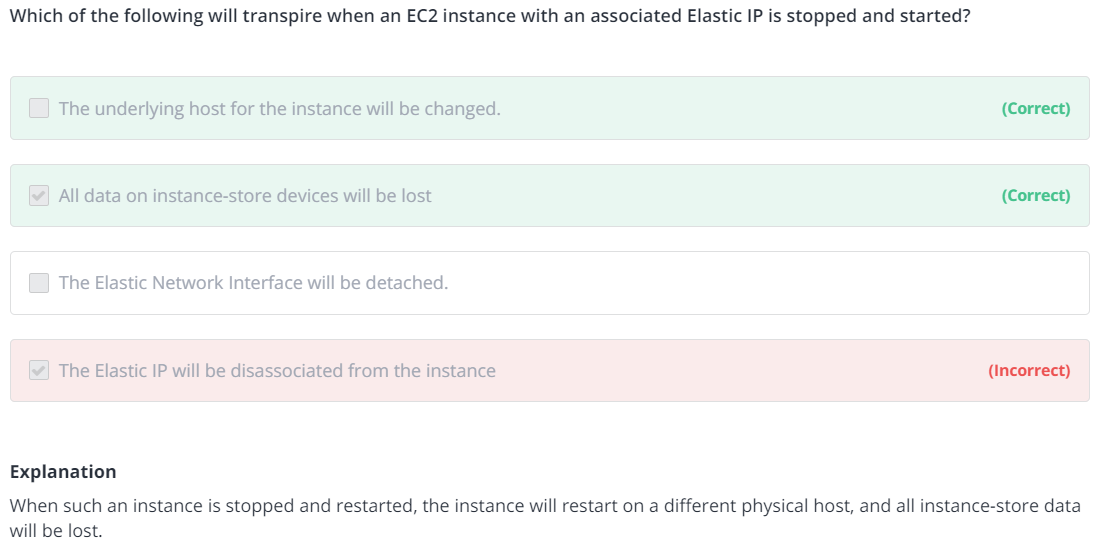 Which of the following will transpire when an EC2 instance with an associated Elastic IP is stopped and started?
The underlying host for the instance will be changed. (Correct)
All data on instance-store devices will be lost (Correct)
The Elastic Network Interface will be detached.
The Elastic IP will be disassociated from the instance (Incorrect)
Explanation
When such an instance is stopped and restarted, the instance will restart on a different physical host, and all instance-store data
will be lost.